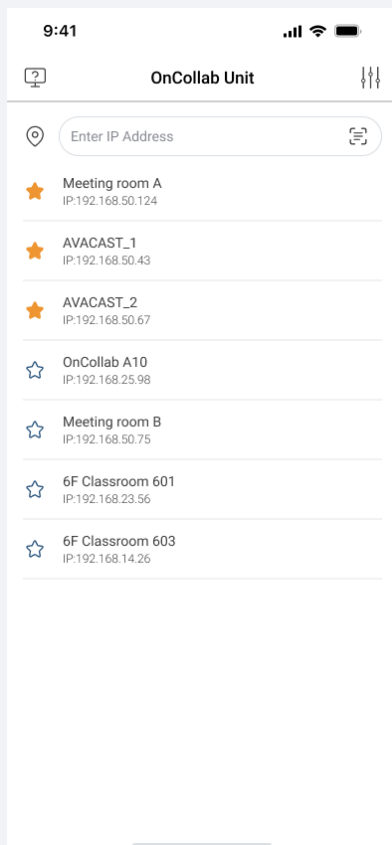 9:41
OnCollab Unit
Enter IP Address
Meeting room A
IP:192.168.50.124
AVACAST_1
IP:192.168.50.43
AVACAST_2
IP:192.168.50.67
OnCollab A10
IP:192.168.25.98
Meeting room B
IP:192.168.50.75
6F Classroom 601
IP:192.168.23.56
6F Classroom 603
IP:192.168.14.26